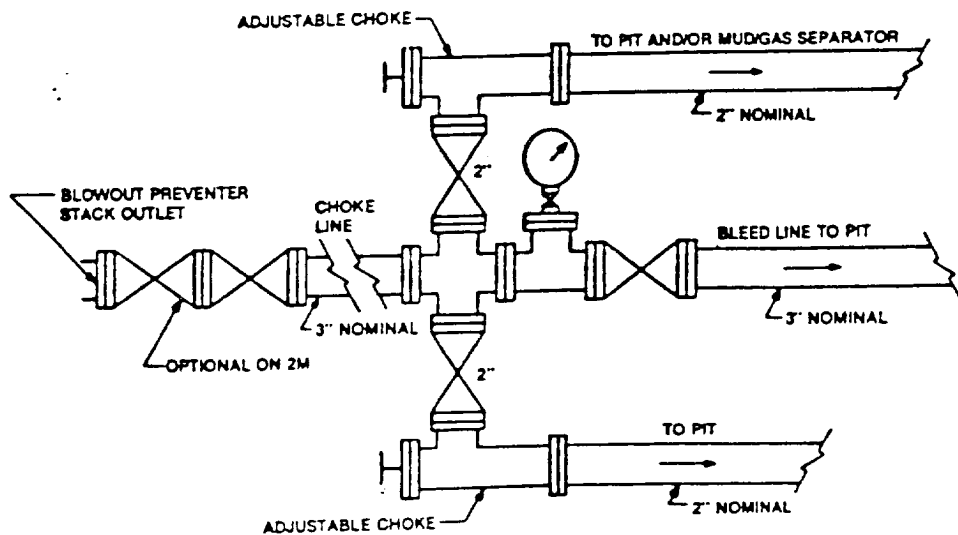 ADJUSTABLE CHOKE
TO PIT AND/OR MUD/GAS SEPARATOR
2" NOMINAL
2"
BLOWOUT PREVENTER
STACK OUTLET
CHOKE
LINE
BLEED LINE TO PIT
3" NOMINAL
3" NOMINAL
OPTIONAL ON 2M
2"
TO PIT
2" NOMINAL
ADJUSTABLE CHOKE